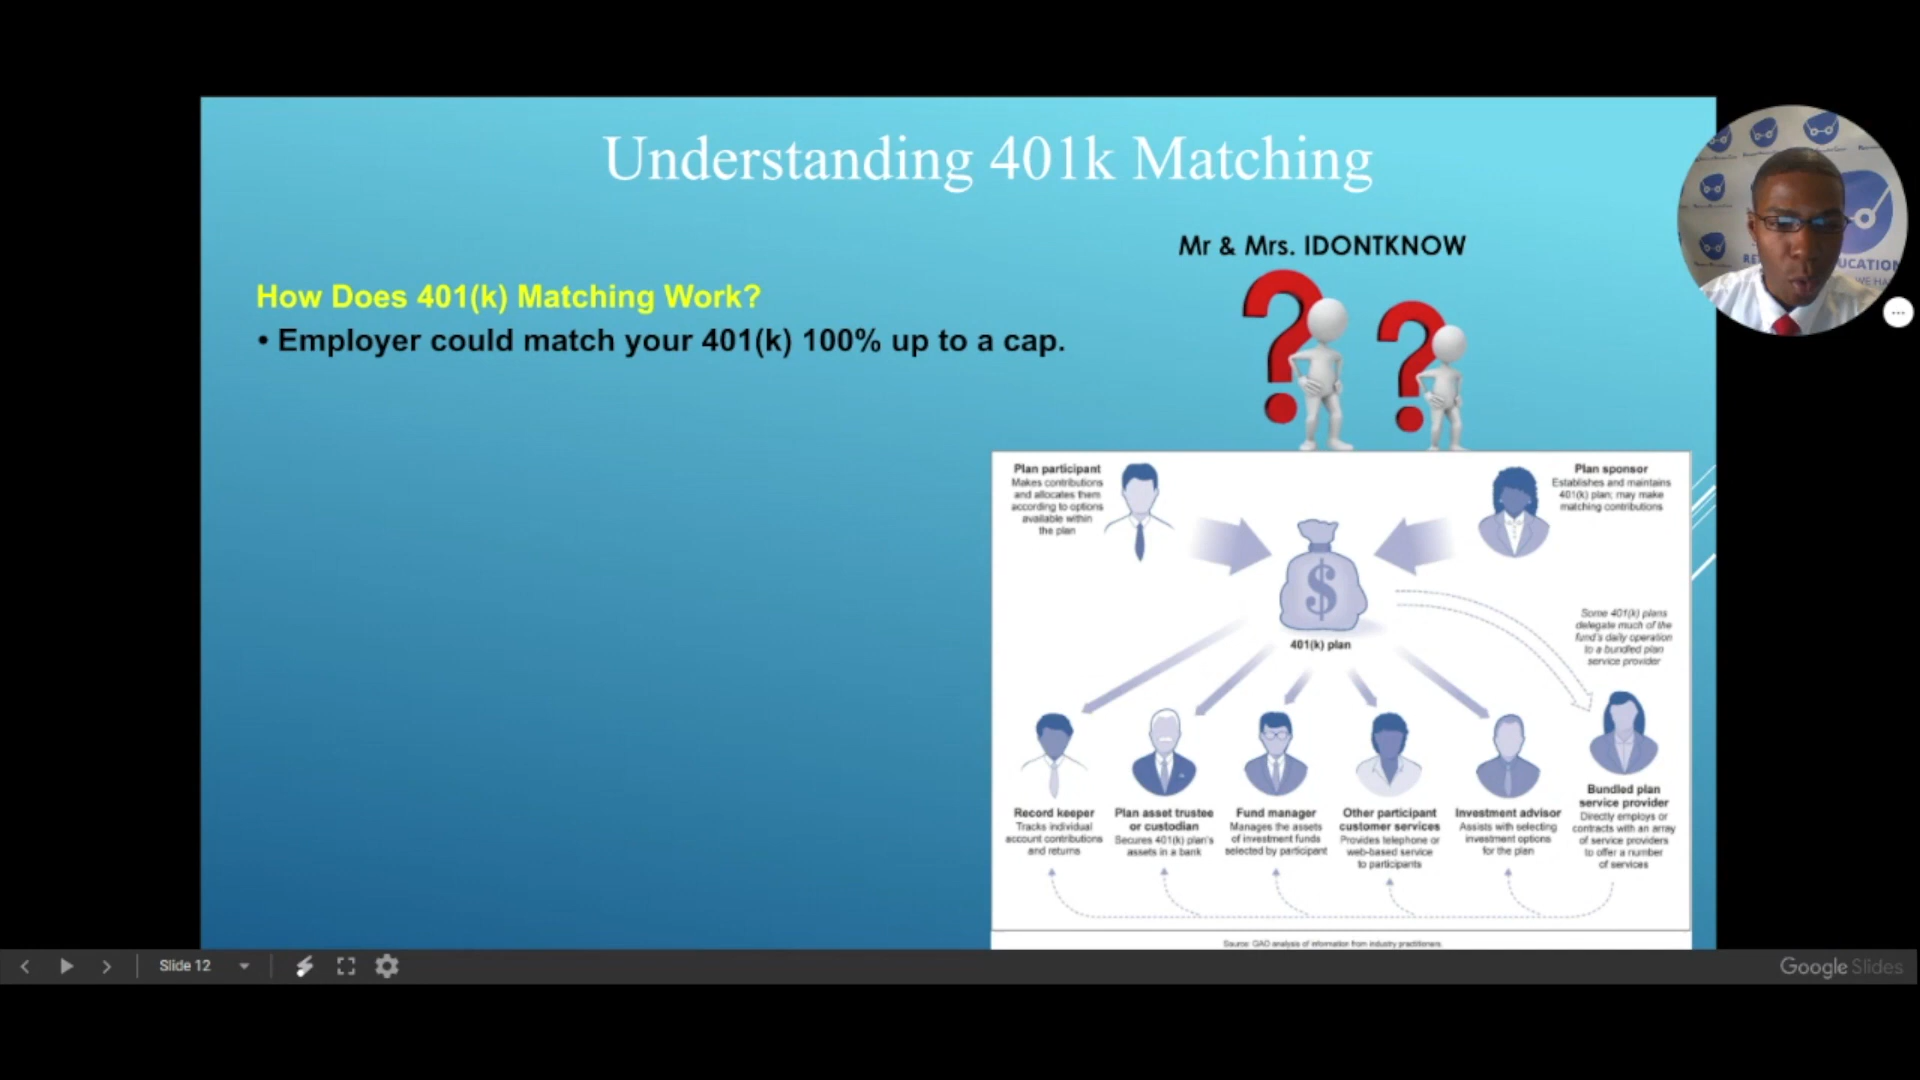 Understanding 401k Matching
Mr & Mrs. IDONTKNOW
How Does 401(k) Matching Work?
• Employer could match your 401(k) 100% up to a cap.
Plan participant
Makes contributions
and allocates them
according to options
available within
the plan
Plan sponsor
Establishes and maintains
401(k) plan; may make
matching contributions
$
401(k) plan
Some 401(k) plans
delegate much of the
fund's daily operation
to a bundled plan
service provider
Record keeper
Tracks individual
account contributions
and returns
Plan asset trustee
or custodian
Secures 401(k) plan's
assets in a bank
Fund manager
Manages the assets
of investment funds
selected by participant
Other participant
customer services
Provides telephone or
web-based service
to participants
Investment advisor
Assists with selecting
investment options
for the plan
Bundled plan
service provider
Directly employs or
contracts with an array
of service providers
to offer a number
of services
Source: GAO analysis of information from industry practitioners.
Slide 12
Google Slides